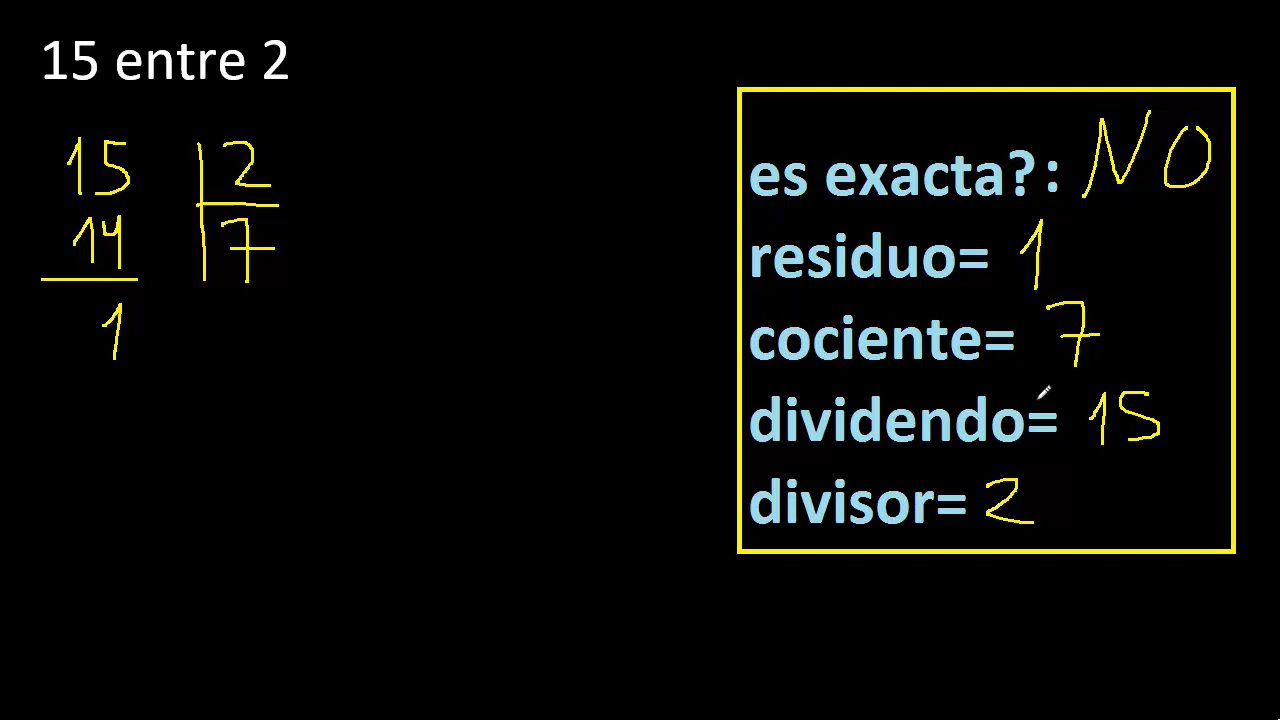 15 entre 2
15 2
14 7
1
es exacta?: NO
residuo= 1
cociente= 7
dividendo= 15
divisor= 2